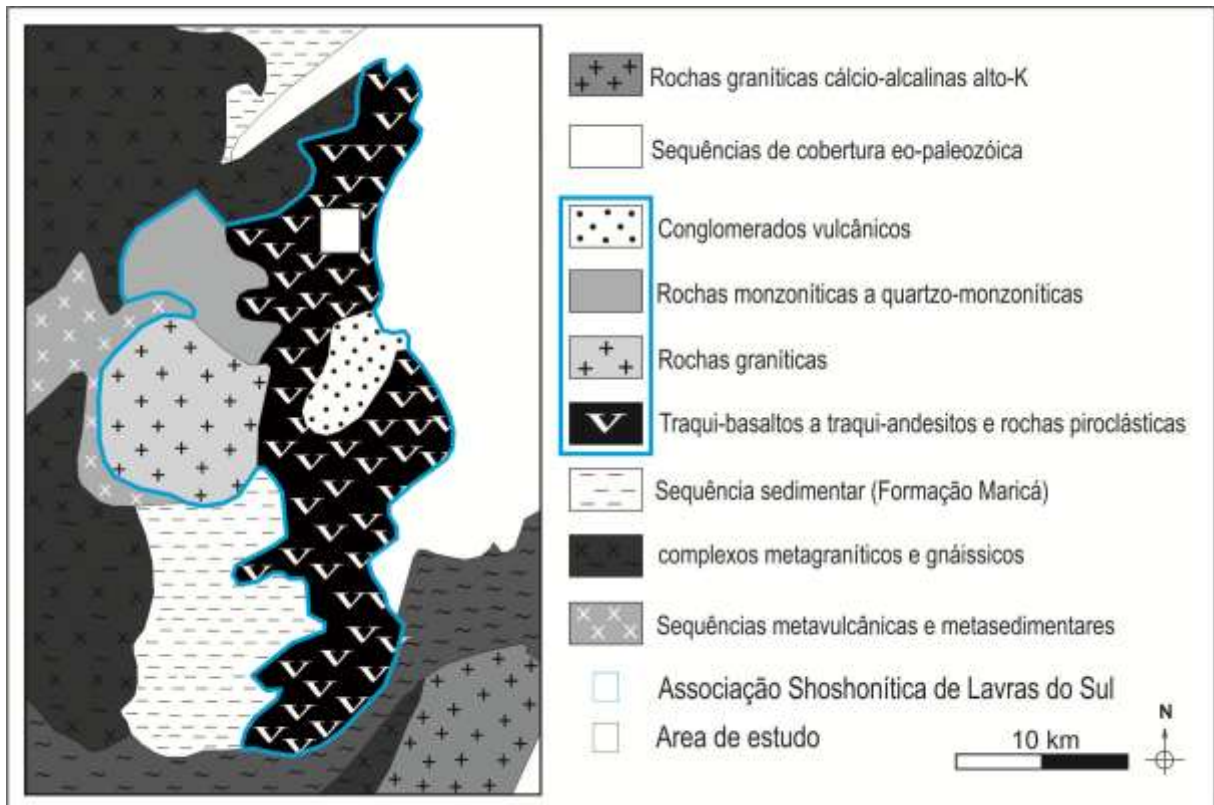 Rochas graníticas cálcio-alcalinas alto-K
Sequências de cobertura eo-paleozóica
Conglomerados vulcânicos
Rochas monzoníticas a quartzo-monzoníticas
Rochas graníticas
Traqui-basaltos a traqui-andesitos e rochas piroclásticas
Sequência sedimentar (Formação Maricá)
complexos metagraníticos e gnáissicos
Sequências metavulcânicas e metasedimentares
Associação Shoshonítica de Lavras do Sul
Area de estudo
10 km
N